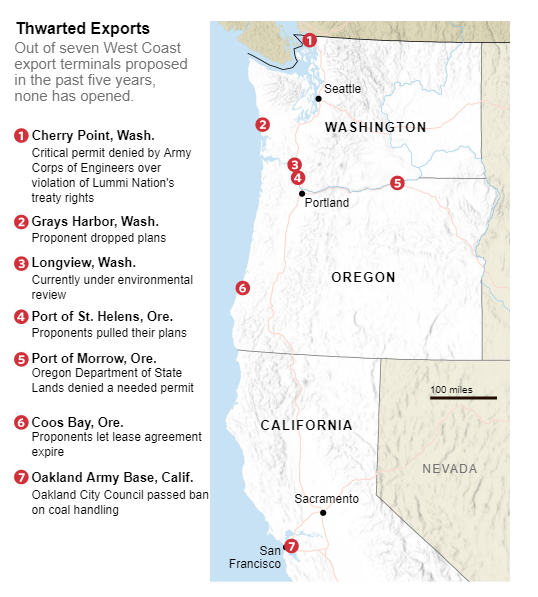 Thwarted Exports
Out of seven West Coast
export terminals proposed
in the past five years,
none has opened.
1 Cherry Point, Wash.
Critical permit denied by Army
Corps of Engineers over
violation of Lummi Nation's
treaty rights
2 Grays Harbor, Wash.
Proponent dropped plans
3 Longview, Wash.
Currently under environmental
review
4 Port of St. Helens, Ore.
Proponents pulled their plans
5 Port of Morrow, Ore.
Oregon Department of State
Lands denied a needed permit
6 Coos Bay, Ore.
Proponents let lease agreement
expire
7 Oakland Army Base, Calif.
Oakland City Council passed ban
on coal handling
1
Seattle
2
WASHINGTON
3
4
5
Portland
OREGON
6
100 miles
CALIFORNIA
NEVADA
Sacramento
7
San
Francisco